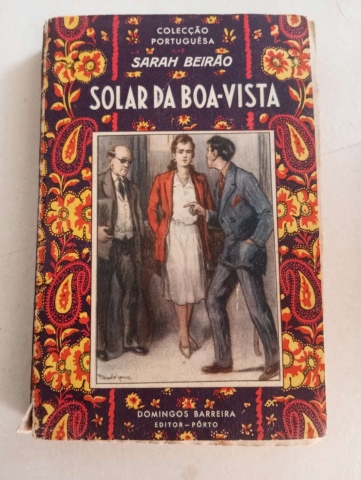 COLECÇÃO
PORTUGUÊSA
SARAH BEIRÃO
SOLAR DA BOA-VISTA
DOMINGOS BARREIRA
EDITOR-PÔRTO